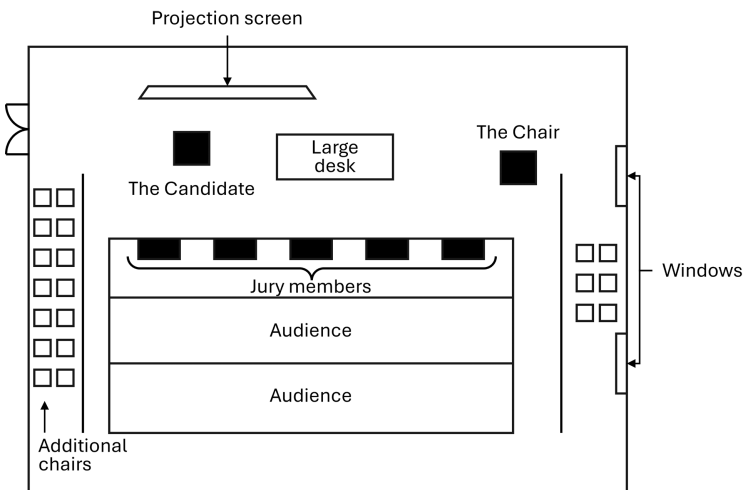 Projection screen
The Chair
Large
desk
The Candidate
Windows
Jury members
Audience
Audience
Additional
chairs